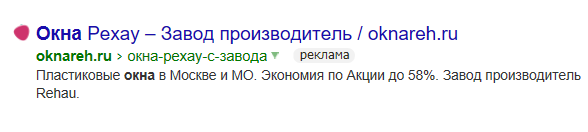 Окна Рехау – Завод производитель / oknareh.ru
oknareh.ru › окна-рехау-с-завода реклама
Пластиковые окна в Москве и МО. Экономия по Акции до 58%. Завод производитель
Rehau.